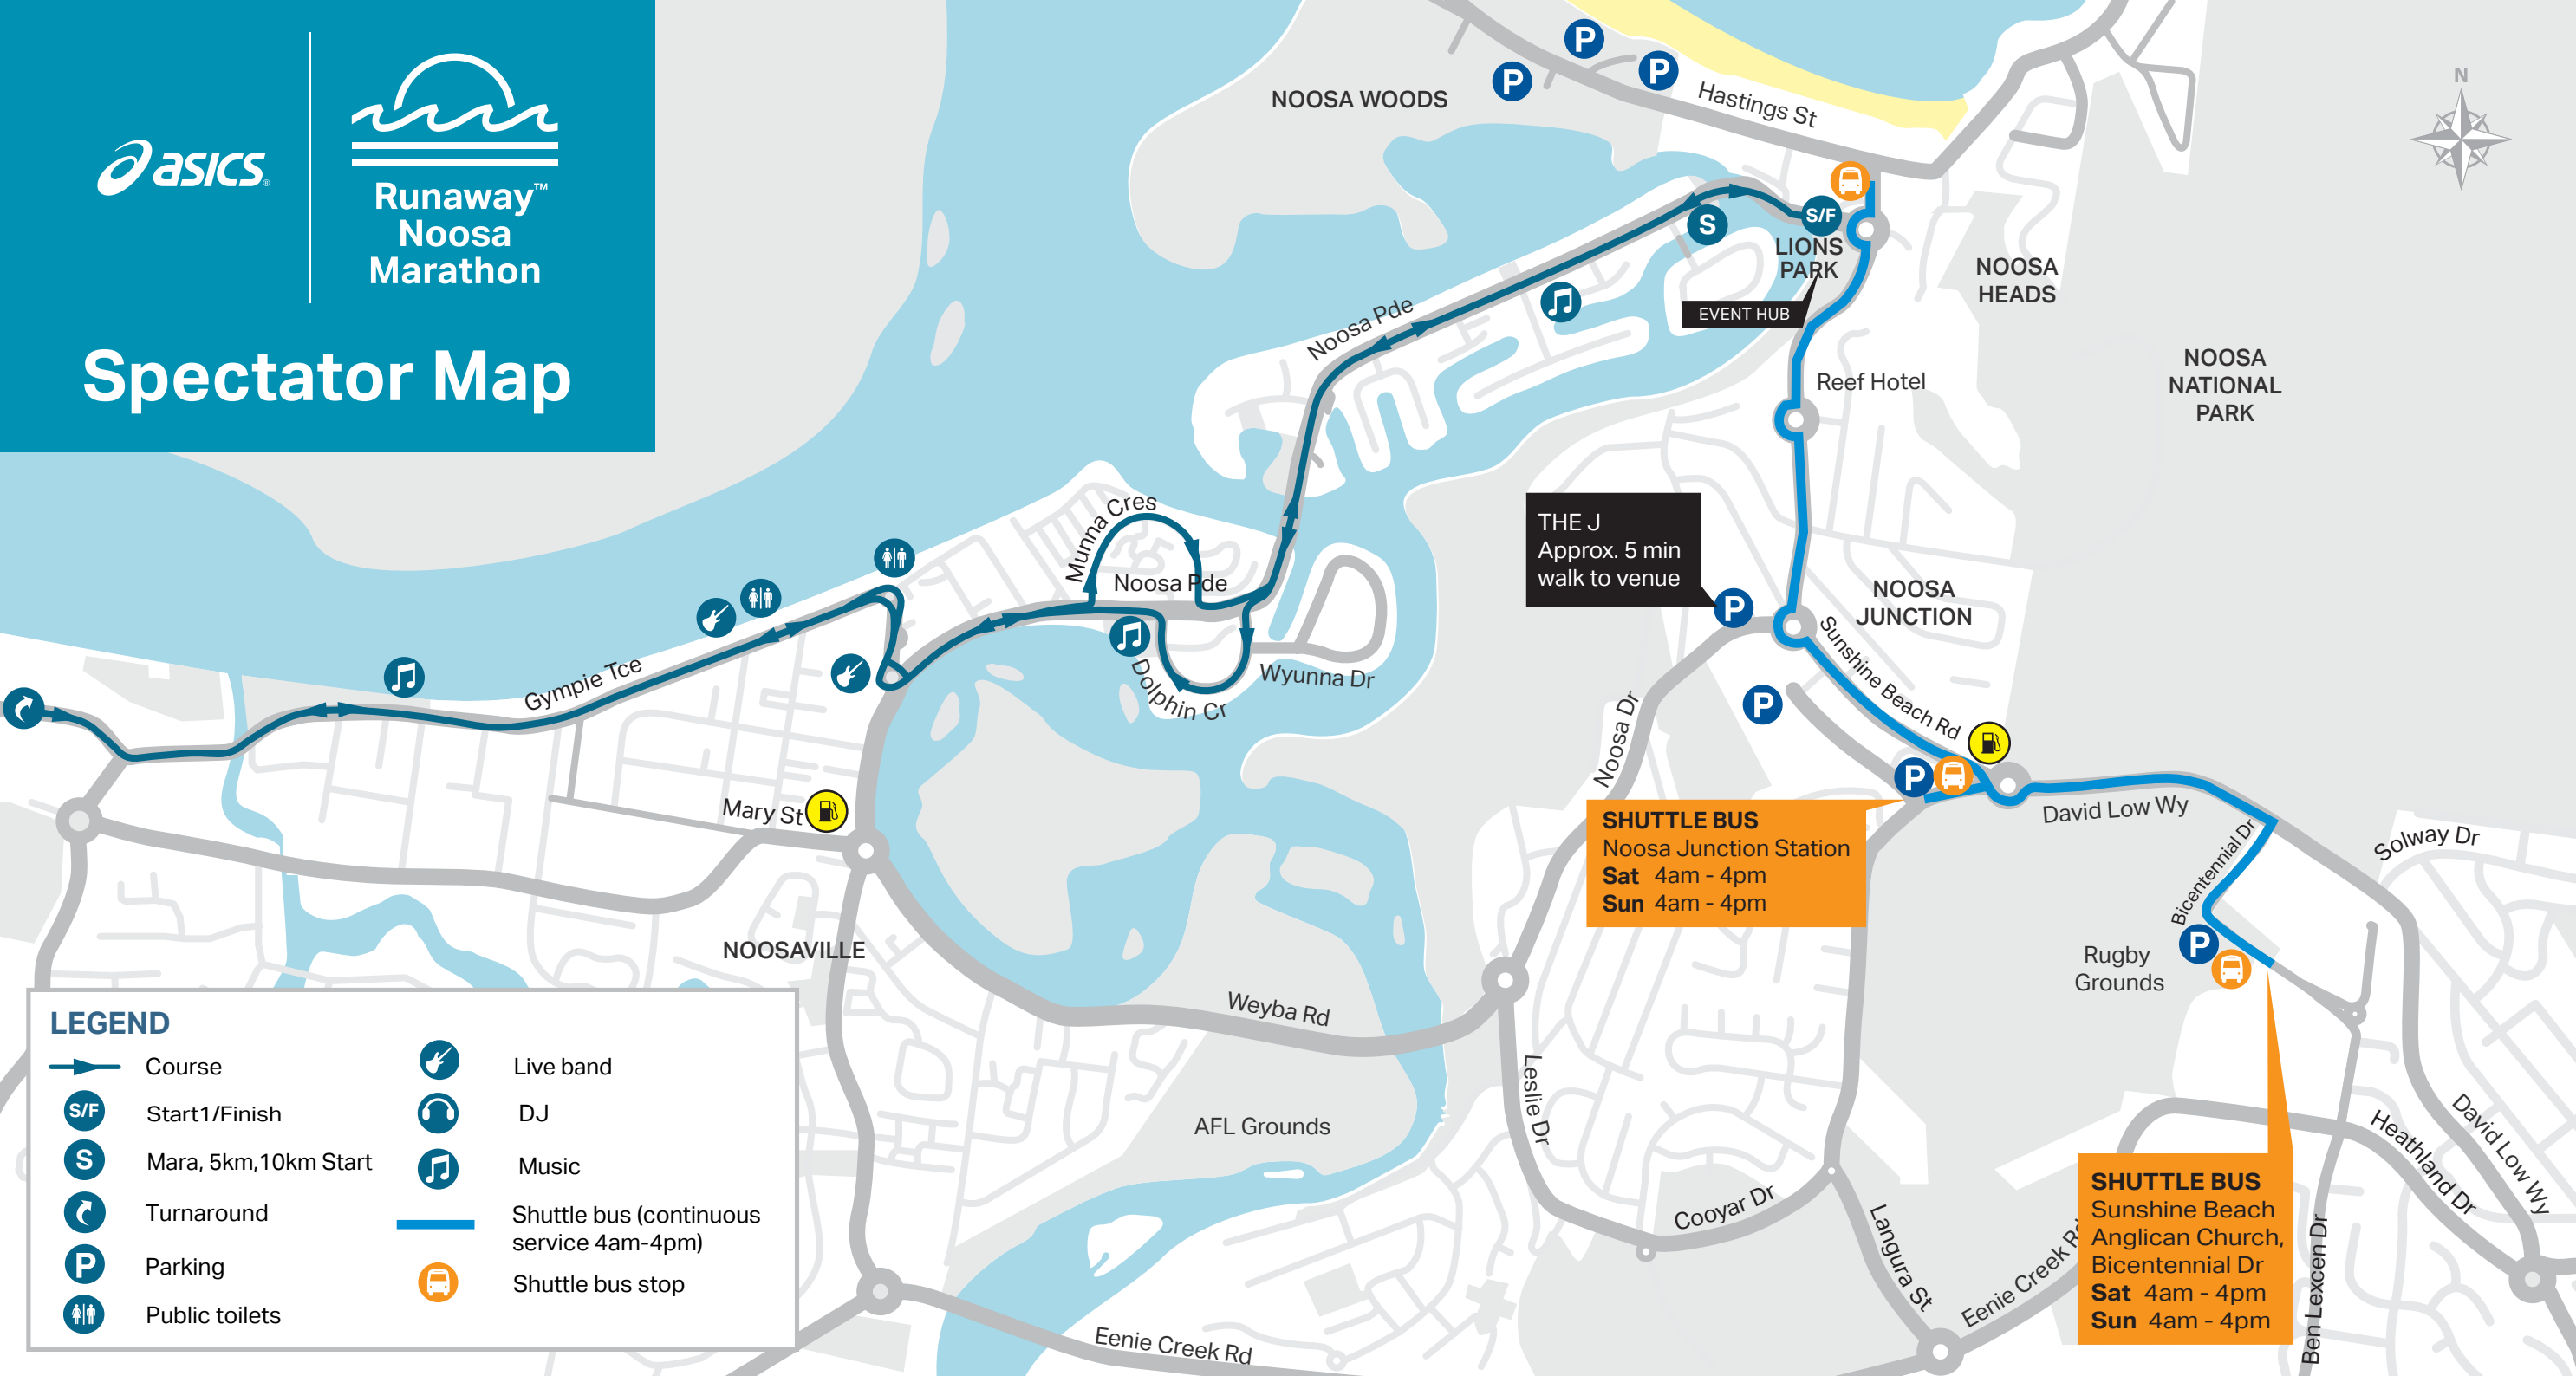 asics®
Runaway™
Noosa
Marathon
Spectator Map
N
P
P
P
NOOSA WOODS
Hastings St
S
S/F
LIONS
PARK
EVENT HUB
NOOSA
HEADS
NOOSA
NATIONAL
PARK
Noosa Pde
Reef Hotel
Munna Cres
Noosa Pde
THE J
Approx. 5 min
walk to venue
P
NOOSA
JUNCTION
Sunshine Beach Rd
Gympie Tce
Dolphin Cr
Wyunna Dr
Noosa Dr
P
P
Mary St
David Low Wy
Bicentennial Dr
Solway Dr
SHUTTLE BUS
Noosa Junction Station
Sat 4am - 4pm
Sun 4am - 4pm
NOOSAVILLE
P
Rugby
Grounds
Weyba Rd
Leslie Dr
AFL Grounds
Cooyar Dr
Langura St
Eenie Creek Rd
Heathland Dr
David Low Wy
Ben Lexcen Dr
SHUTTLE BUS
Sunshine Beach
Anglican Church,
Bicentennial Dr
Sat 4am - 4pm
Sun 4am - 4pm
Eenie Creek Rd
LEGEND
Course
S/F Start1/Finish
S Mara, 5km,10km Start
Turnaround
P Parking
Public toilets
Live band
DJ
Music
Shuttle bus (continuous
service 4am-4pm)
Shuttle bus stop